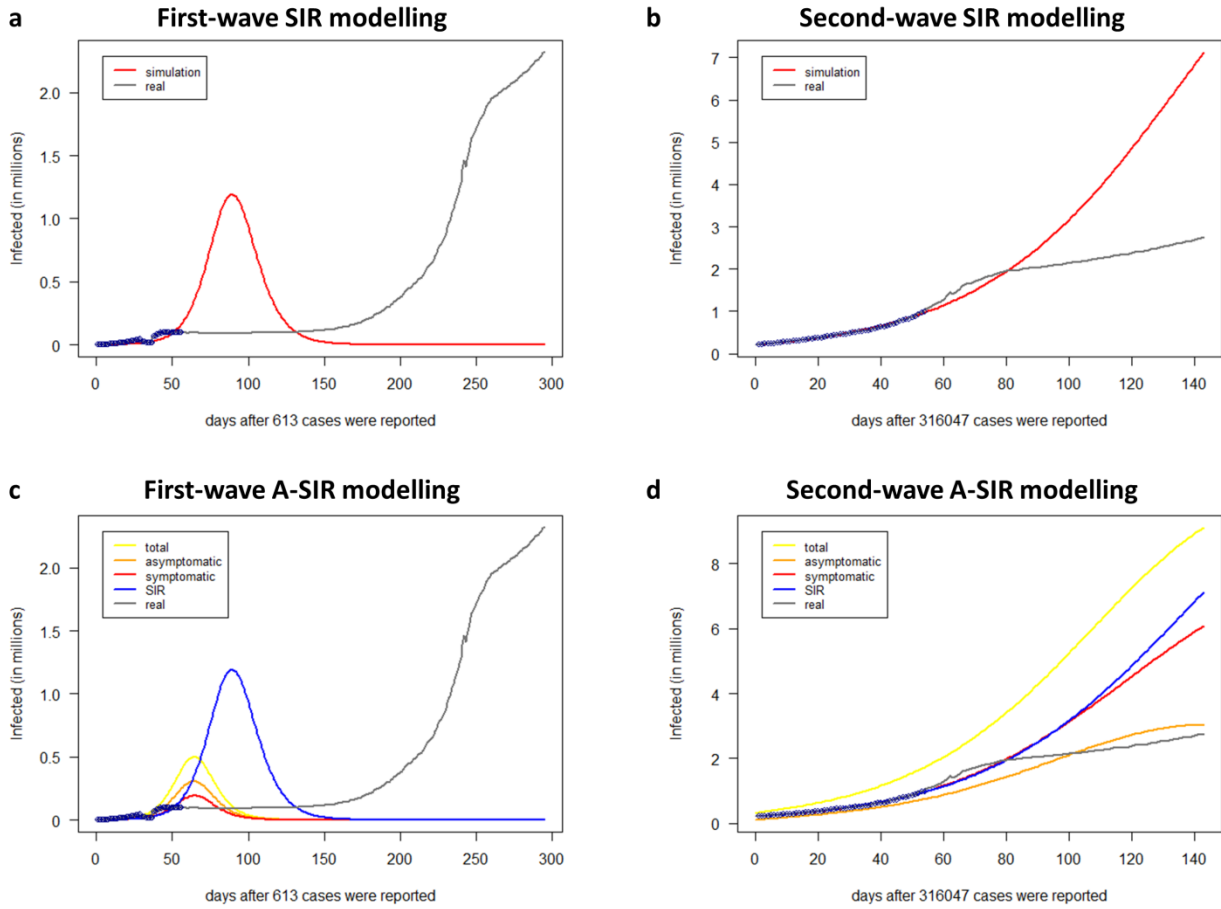 a First-wave SIR modelling
simulation
real
Infected (in millions)
2.0
1.5
1.0
0.5
0
0 50 100 150 200 250 300
days after 613 cases were reported
b Second-wave SIR modelling
simulation
real
Infected (in millions)
7
6
5
4
3
2
1
0
0 20 40 60 80 100 120 140
days after 316047 cases were reported
c First-wave A-SIR modelling
total
asymptomatic
symptomatic
SIR
real
Infected (in millions)
2.0
1.5
1.0
0.5
0
0 50 100 150 200 250 300
days after 613 cases were reported
d Second-wave A-SIR modelling
total
asymptomatic
symptomatic
SIR
real
Infected (in millions)
8
6
4
2
0
0 20 40 60 80 100 120 140
days after 316047 cases were reported